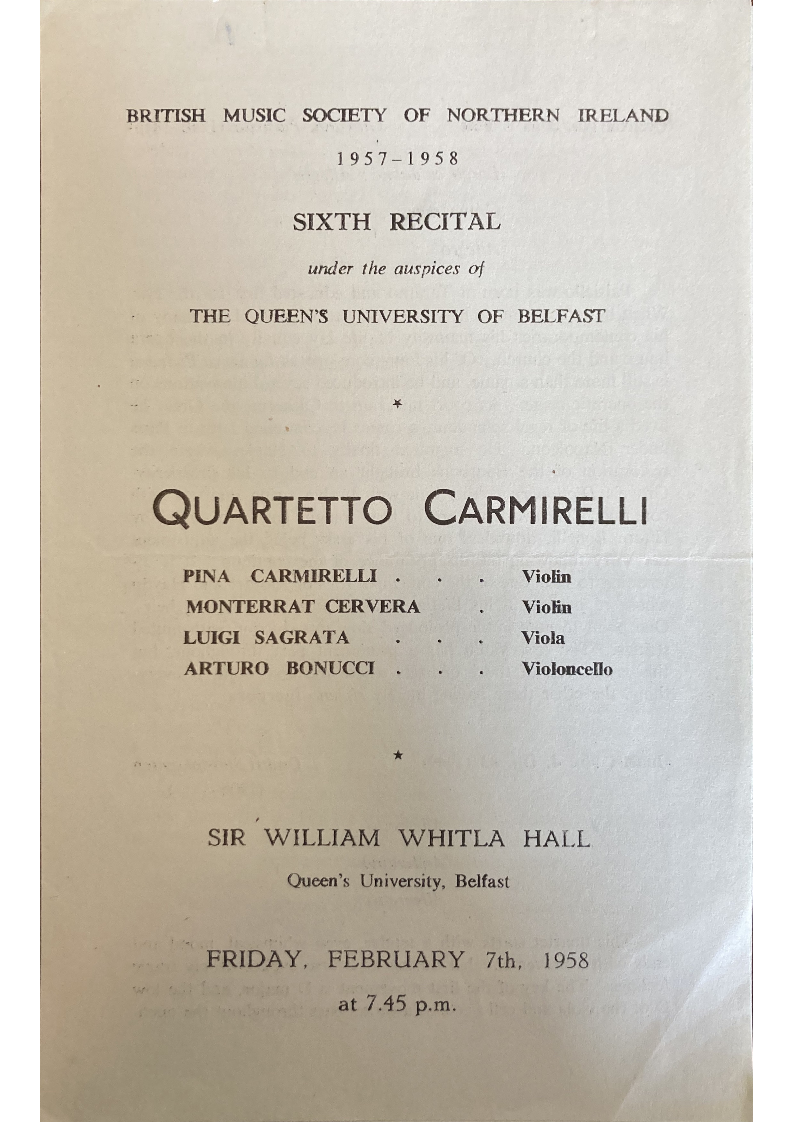 BRITISH MUSIC SOCIETY OF NORTHERN IRELAND
1957–1958
SIXTH RECITAL
under the auspices of
THE QUEEN'S UNIVERSITY OF BELFAST
★
QUARTETTO CARMIRELLI
PINA CARMIRELLI . . . Violin
MONTERRAT CERVERA . Violin
LUIGI SAGRATA . . . Viola
ARTURO BONUCCI . . . Violoncello
★
SIR WILLIAM WHITLA HALL
Queen's University, Belfast
FRIDAY, FEBRUARY 7th, 1958
at 7.45 p.m.